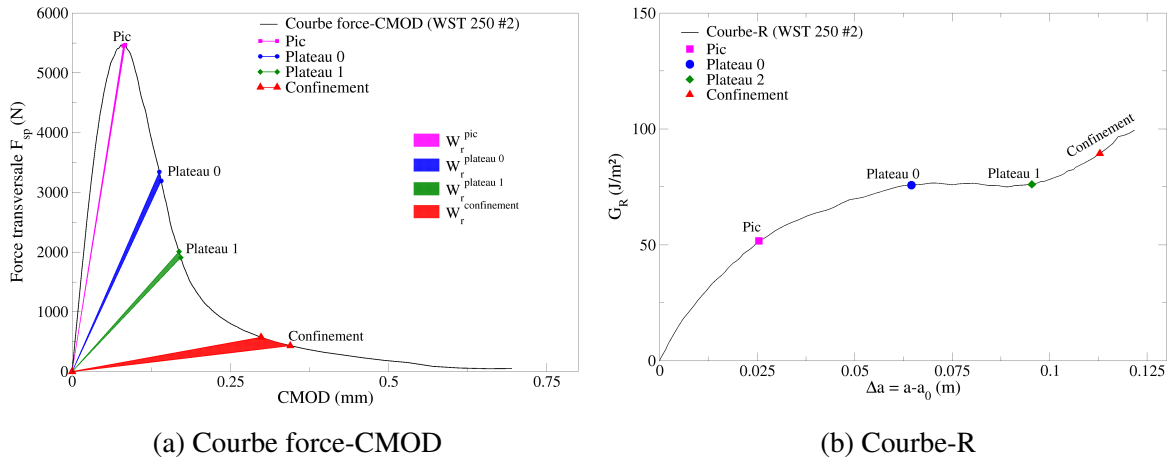 Courbe force-CMOD (WST 250 #2)
Pic
Plateau 0
Plateau 1
Confinement
Pic
Plateau 0
Plateau 1
Confinement
W_r^pic
W_r^plateau 0
W_r^plateau 1
W_r^confinement
6000
5000
4000
3000
2000
1000
0
Force transversale F_sp (N)
0
0.25
0.5
0.75
CMOD (mm)
(a) Courbe force-CMOD
Courbe-R (WST 250 #2)
Pic
Plateau 0
Plateau 2
Confinement
Pic
Plateau 0
Plateau 1
Confinement
150
100
50
0
G_R (J/m²)
0
0.025
0.05
0.075
0.1
0.125
Δa = a-a_0 (m)
(b) Courbe-R